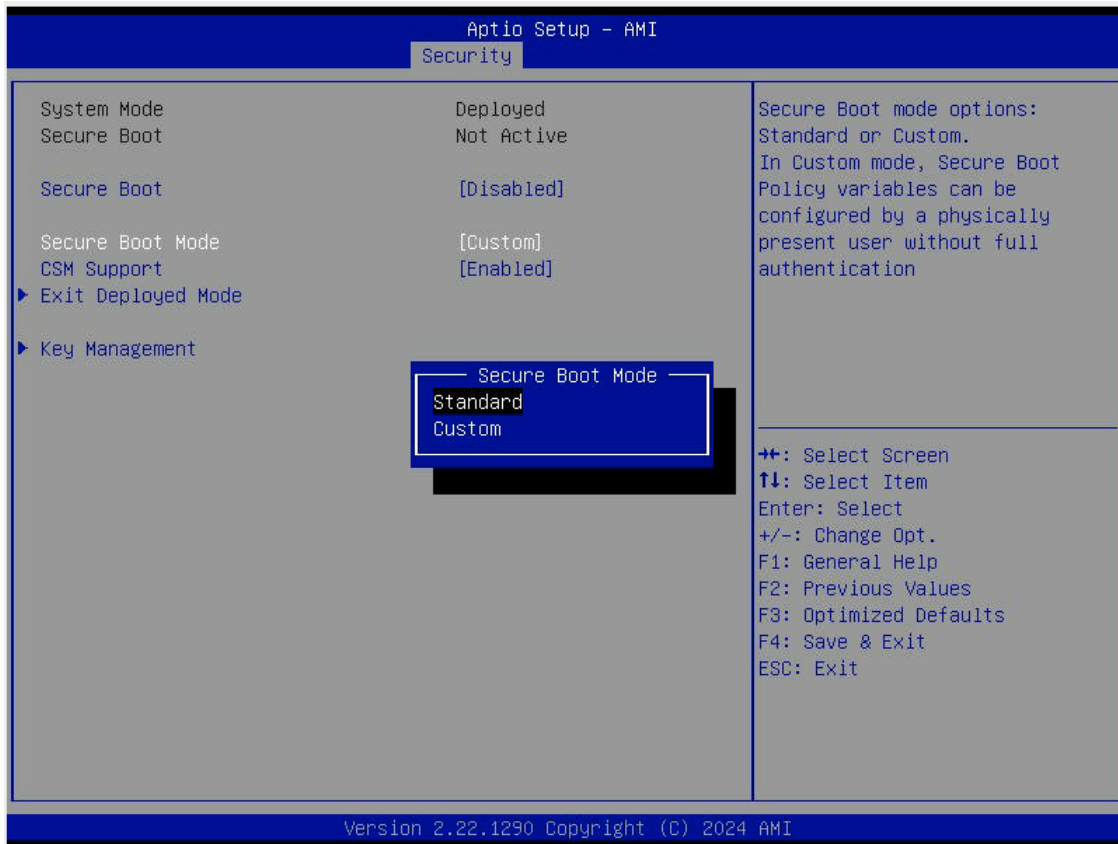 Aptio Setup – AMI
Security
System Mode Deployed
Secure Boot Not Active
Secure Boot [Disabled]
Secure Boot Mode [Custom]
CSM Support [Enabled]
Exit Deployed Mode
Key Management
Secure Boot Mode
Standard
Custom
Secure Boot mode options:
Standard or Custom.
In Custom mode, Secure Boot
Policy variables can be
configured by a physically
present user without full
authentication
→←: Select Screen
↑↓: Select Item
Enter: Select
+/-: Change Opt.
F1: General Help
F2: Previous Values
F3: Optimized Defaults
F4: Save & Exit
ESC: Exit
Version 2.22.1290 Copyright (C) 2024 AMI